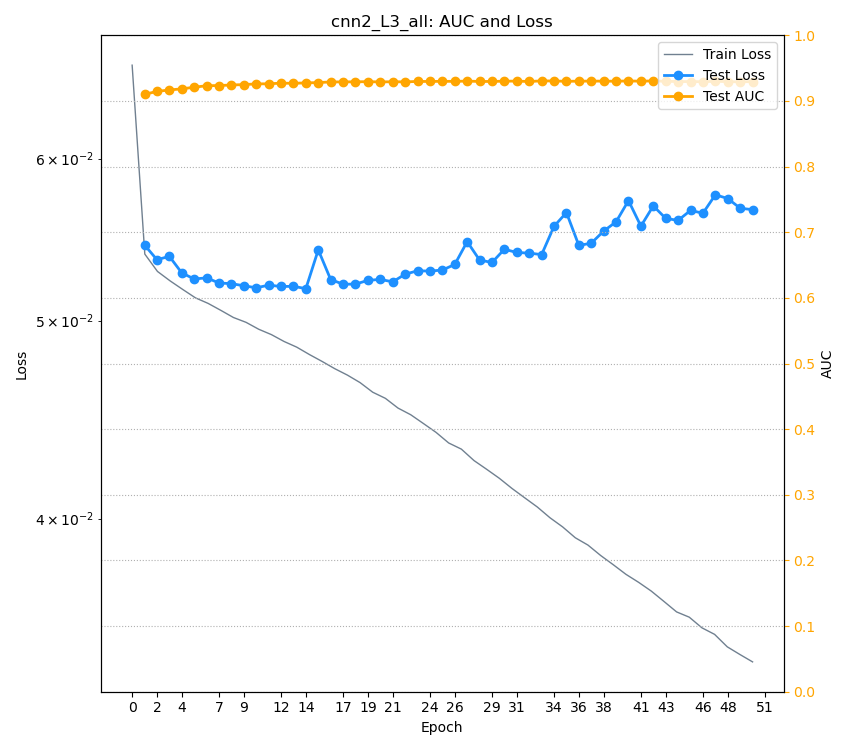 cnn2_L3_all: AUC and Loss
Train Loss
Test Loss
Test AUC
Loss
6 × 10⁻²
5 × 10⁻²
4 × 10⁻²
1.0
0.9
0.8
0.7
0.6
0.5
0.4
0.3
0.2
0.1
0.0
AUC
0 2 4 7 9 12 14 17 19 21 24 26 29 31 34 36 38 41 43 46 48 51
Epoch